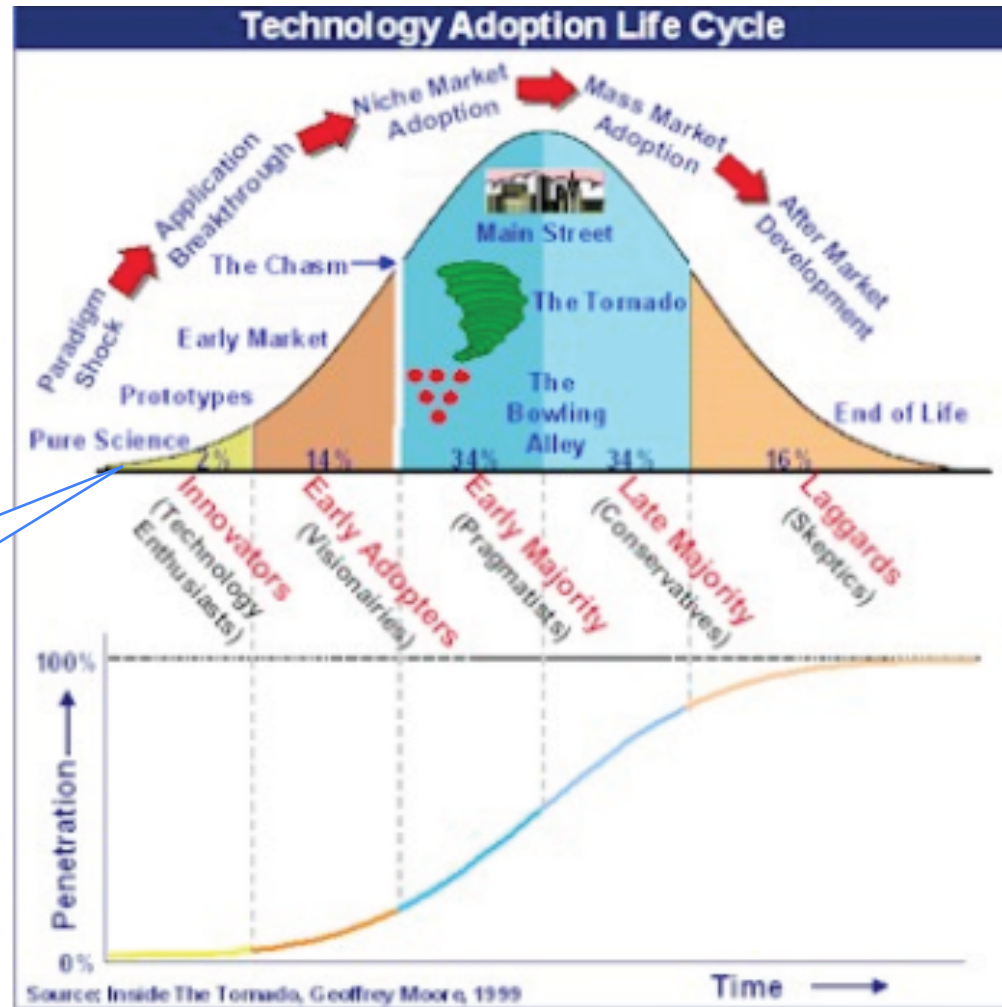 Technology Adoption Life Cycle
Paradigm
Shock
Application
Breakthrough
Niche Market
Adoption
Mass Market
Adoption
After Market
Development
Main Street
The Chasm
The Tornado
Early Market
The
Bowling
Alley
Prototypes
Pure Science
End of Life
2%
14%
34%
34%
16%
Innovators
(Technology
Enthusiasts)
Early Adopters
(Visionairies)
Early Majority
(Pragmatists)
Late Majority
(Conservatives)
Laggards
(Skeptics)
100%
Penetration
0%
Time
Source: Inside The Tornado, Geoffrey Moore, 1999